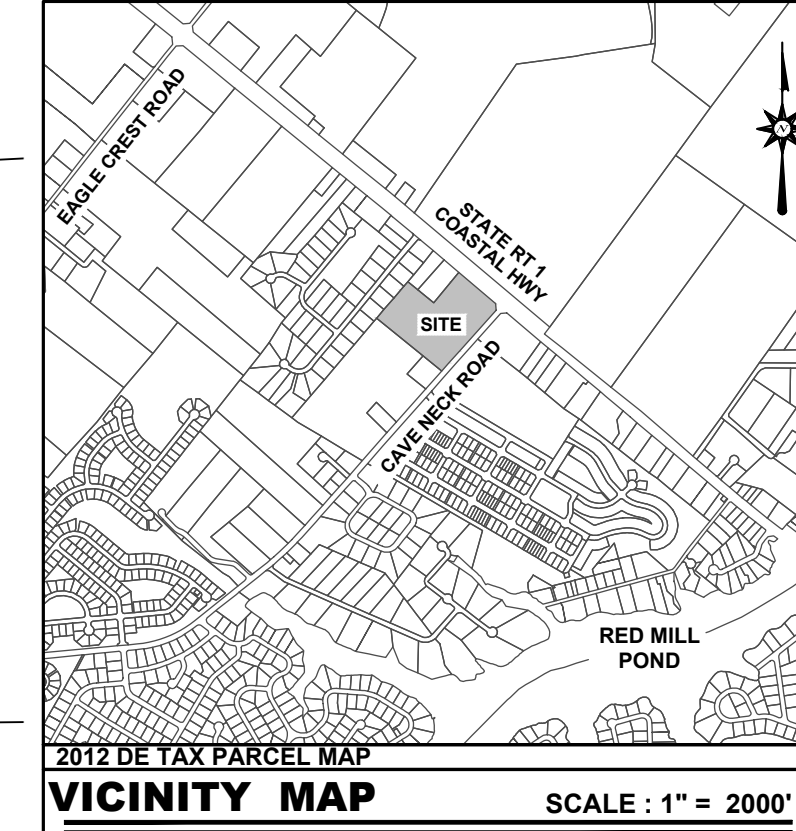 EAGLE CREST ROAD
N
STATE RT 1
COASTAL HWY
SITE
CAVE NECK ROAD
RED MILL
POND
2012 DE TAX PARCEL MAP
VICINITY MAP
SCALE : 1" = 2000'